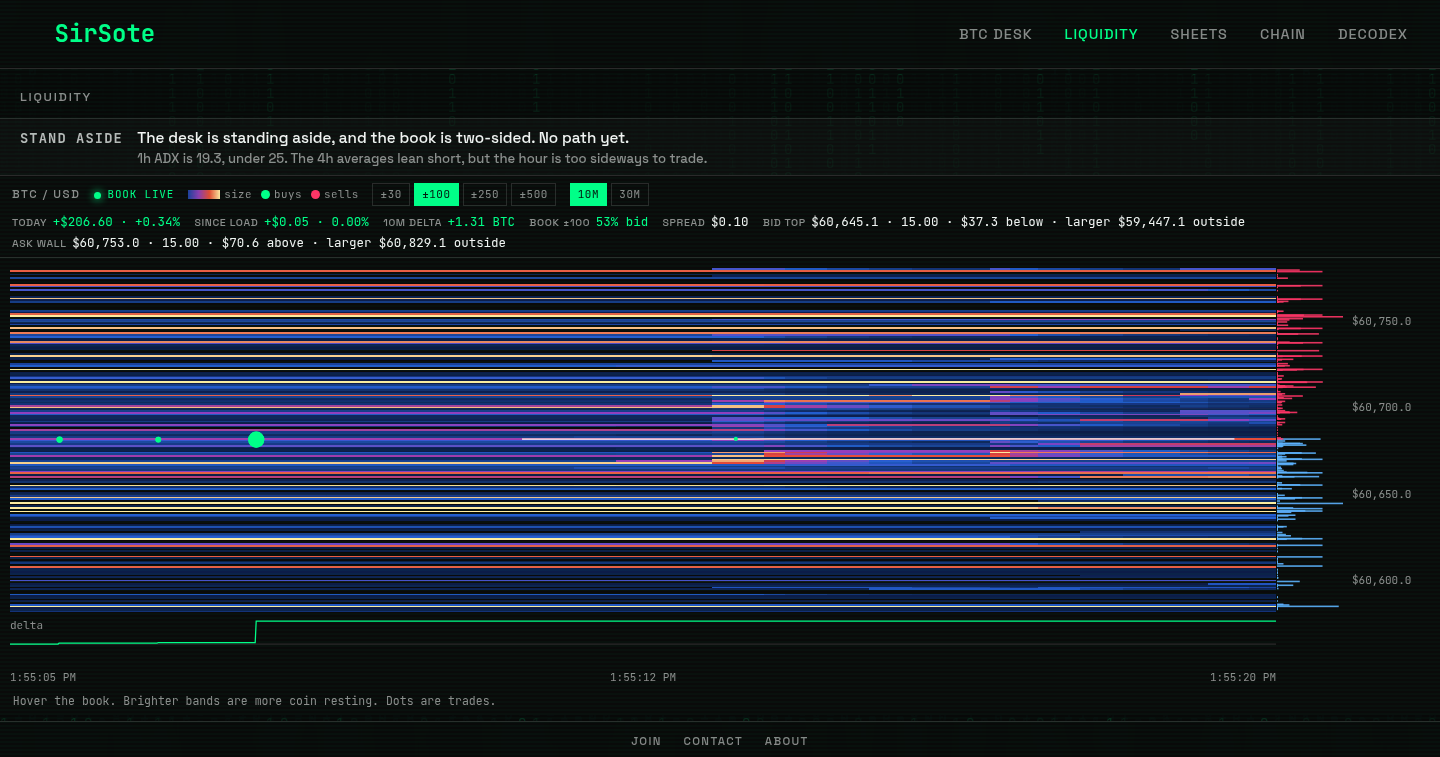 SirSote
BTC DESK LIQUIDITY SHEETS CHAIN DECODEX
LIQUIDITY
STAND ASIDE The desk is standing aside, and the book is two-sided. No path yet.
1h ADX is 19.3, under 25. The 4h averages lean short, but the hour is too sideways to trade.
BTC / USD BOOK LIVE size buys sells ±30 ±100 ±250 ±500 10M 30M
TODAY +$206.60 · +0.34% SINCE LOAD +$0.05 · 0.00% 10M DELTA +1.31 BTC BOOK ±100 53% bid SPREAD $0.10 BID TOP $60,645.1 · 15.00 · $37.3 below · larger $59,447.1 outside
ASK WALL $60,753.0 · 15.00 · $70.6 above · larger $60,829.1 outside
$60,750.0
$60,700.0
$60,650.0
$60,600.0
delta
1:55:05 PM 1:55:12 PM 1:55:20 PM
Hover the book. Brighter bands are more coin resting. Dots are trades.
JOIN CONTACT ABOUT